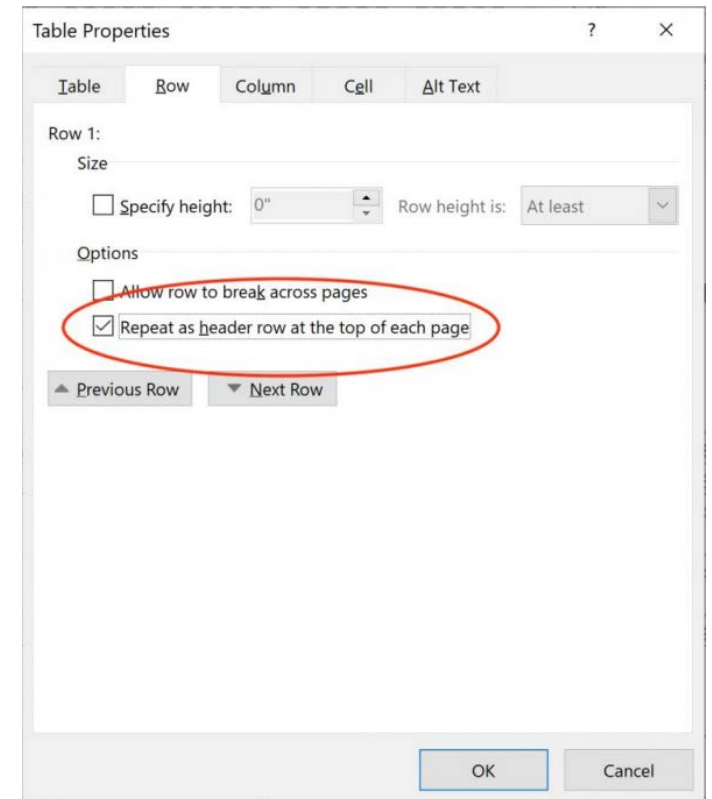 Table Properties ? ×
Table Row Column Cell Alt Text
Row 1:
Size
Specify height: 0" Row height is: At least
Options
Allow row to break across pages
Repeat as header row at the top of each page
Previous Row Next Row
OK Cancel